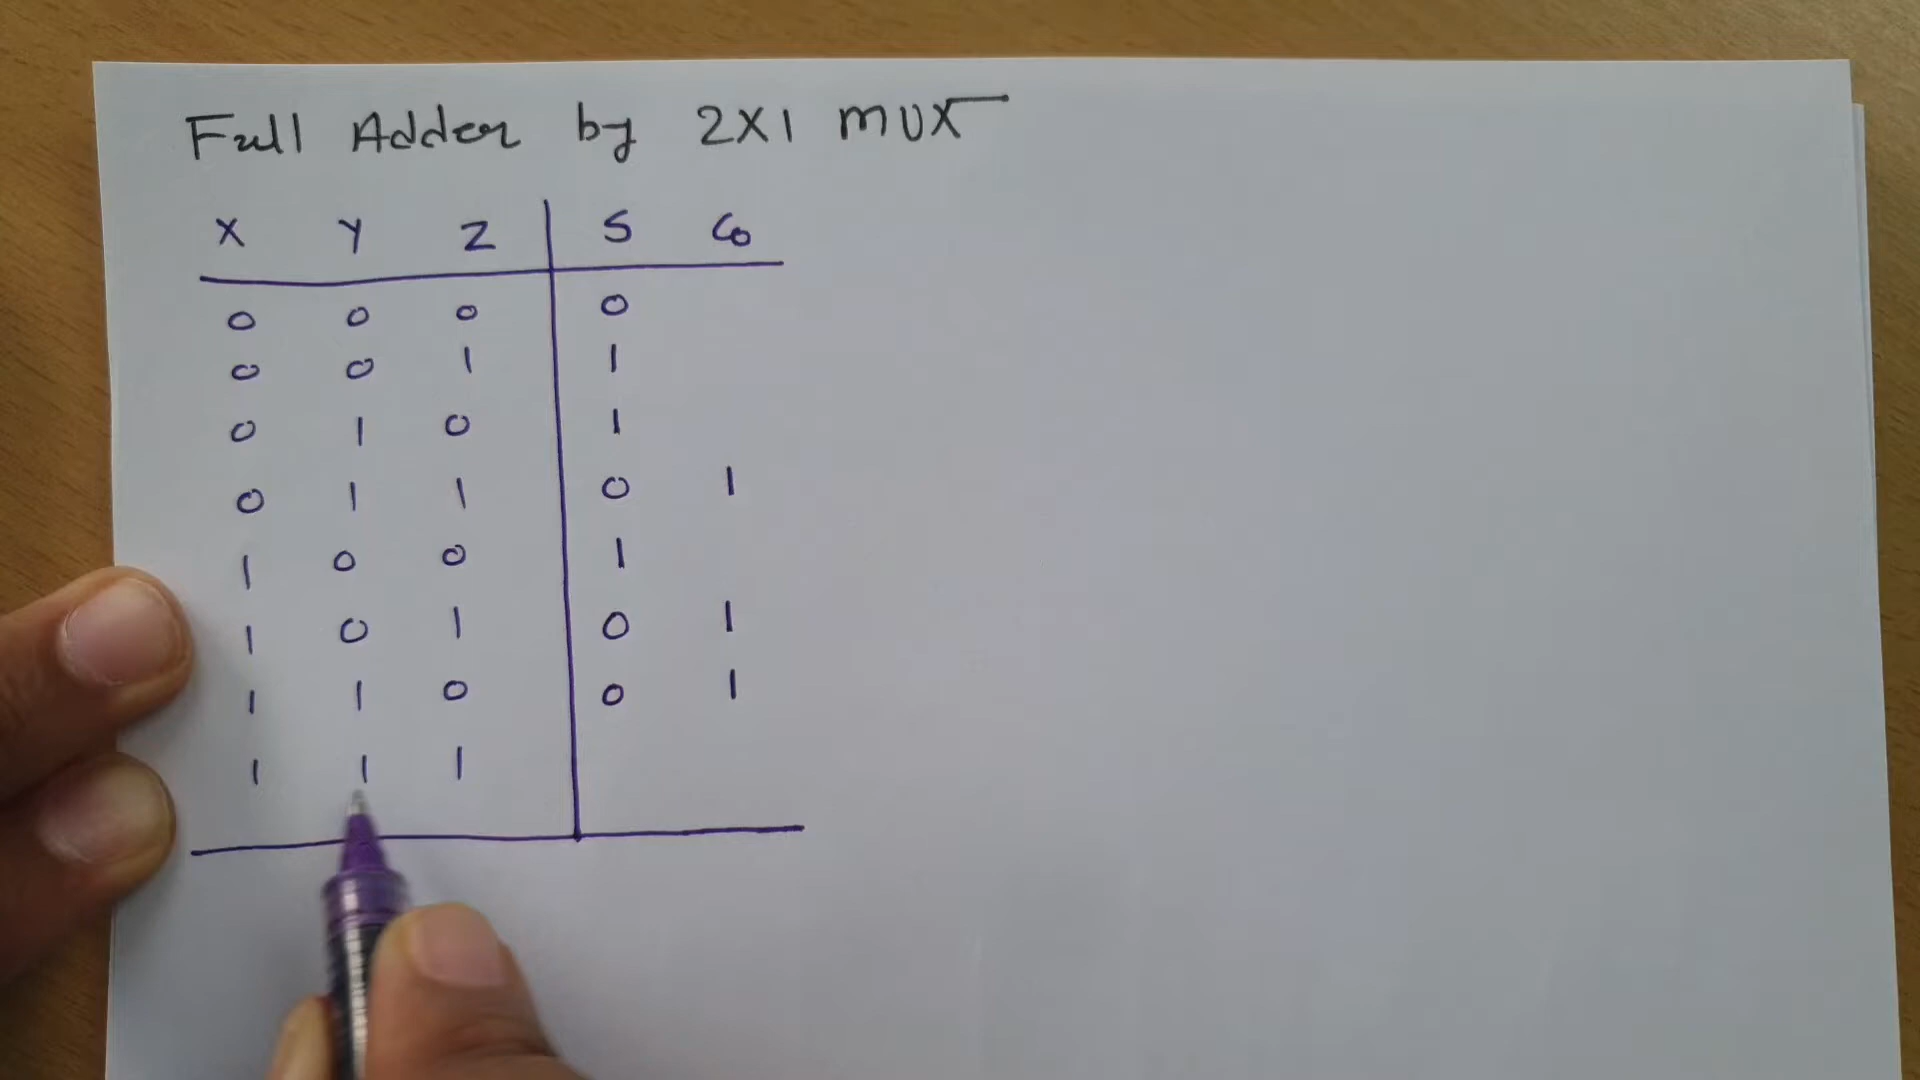 Full Adder by 2X1 MUX
X Y Z S Co
0 0 0 0
0 0 1 1
0 1 0 1
0 1 1 0 1
1 0 0 1
1 0 1 0 1
1 1 0 0 1
1 1 1